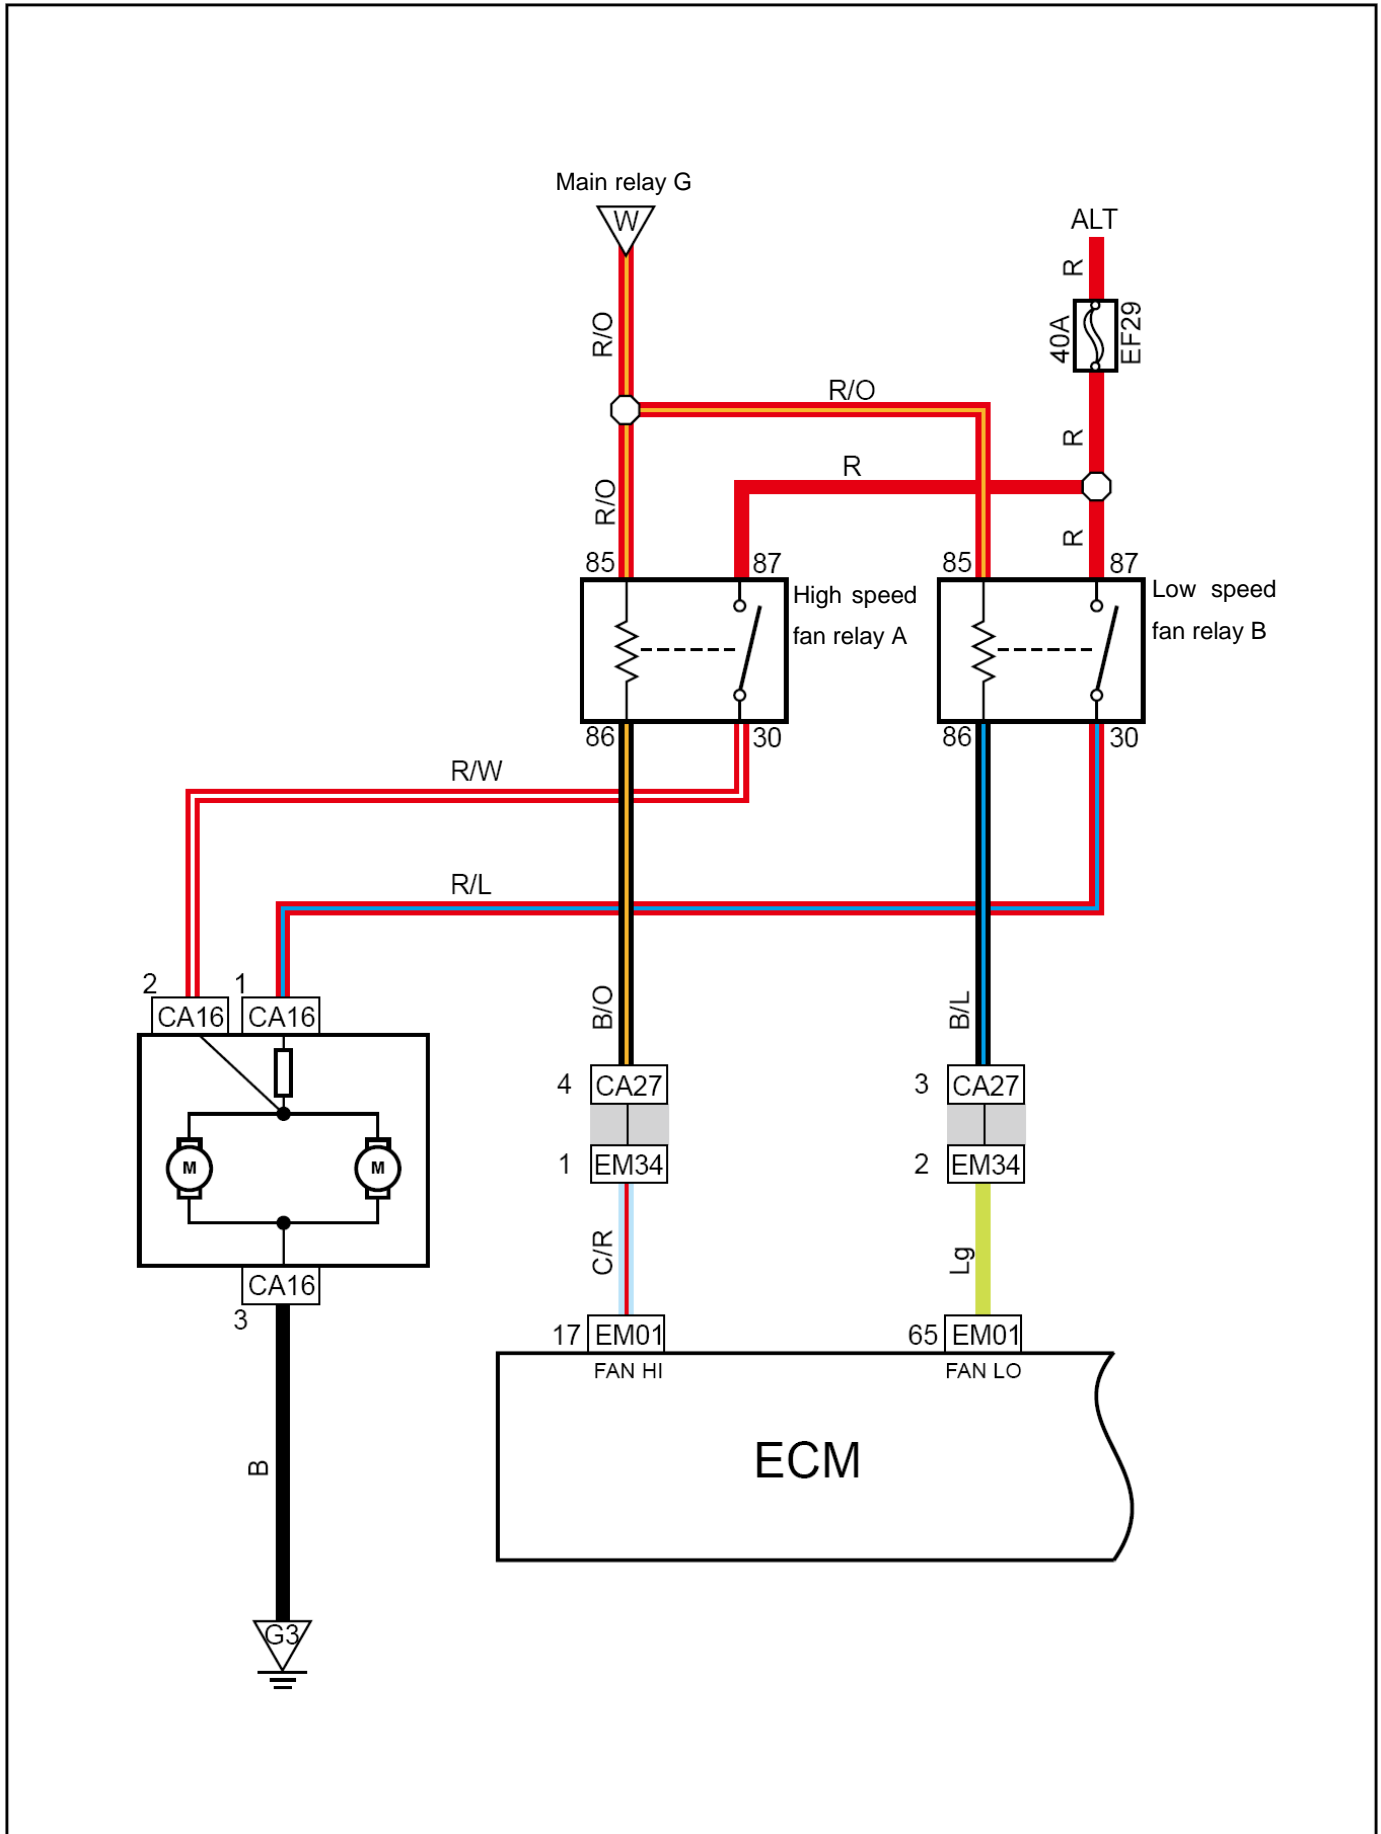 Main relay G
W
ALT
R
R/O
40A
EF29
R/O
R
R
R/O
R
85
87
85
87
High speed
fan relay A
Low speed
fan relay B
86
30
86
30
R/W
R/L
2
1
CA16
CA16
B/O
B/L
4
CA27
3
CA27
M
M
1
EM34
2
EM34
C/R
Lg
CA16
3
17
EM01
65
EM01
FAN HI
FAN LO
ECM
B
G3